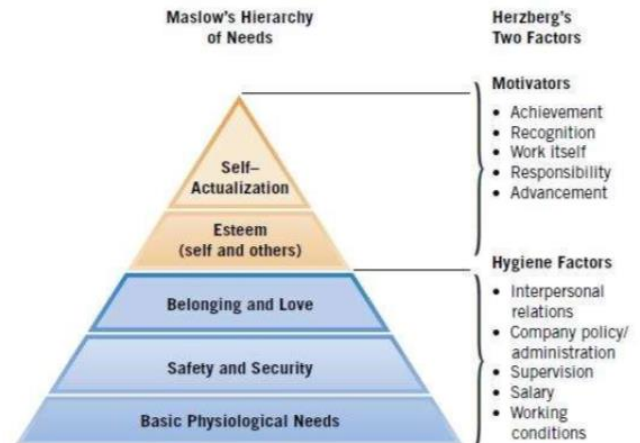 Maslow's Hierarchy
of Needs
Herzberg's
Two Factors
Self–
Actualization
Esteem
(self and others)
Belonging and Love
Safety and Security
Basic Physiological Needs
Motivators
• Achievement
• Recognition
• Work itself
• Responsibility
• Advancement
Hygiene Factors
• Interpersonal
relations
• Company policy/
administration
• Supervision
• Salary
• Working
conditions